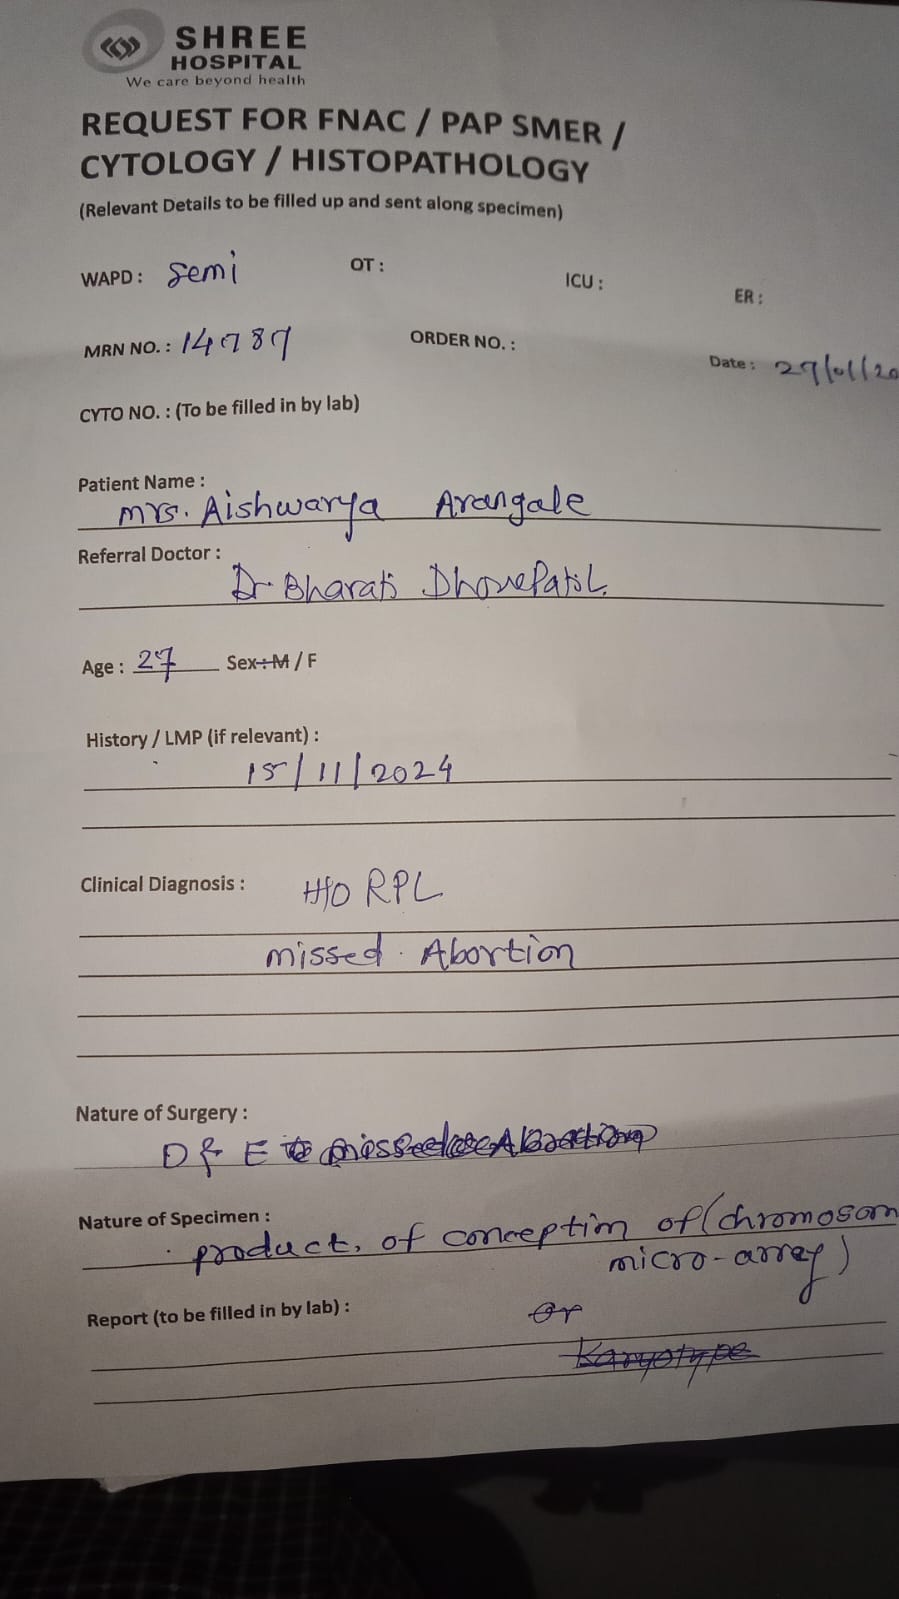 SHREE
HOSPITAL
We care beyond health
REQUEST FOR FNAC / PAP SMER /
CYTOLOGY / HISTOPATHOLOGY
(Relevant Details to be filled up and sent along specimen)
WAPD : Semi OT : ICU : ER :
MRN NO. : 14787 ORDER NO. : Date : 29/01/20
CYTO NO. : (To be filled in by lab)
Patient Name :
Mrs. Aishwarya Arangale
Referral Doctor :
Dr Bharati DhorePatil.
Age : 27 Sex : M / F
History / LMP (if relevant) :
15/11/2024
Clinical Diagnosis : H/O RPL
missed Abortion
Nature of Surgery :
D & E
Nature of Specimen :
product. of conception of (chromosom
micro-array)
Report (to be filled in by lab) : or
Karyotype